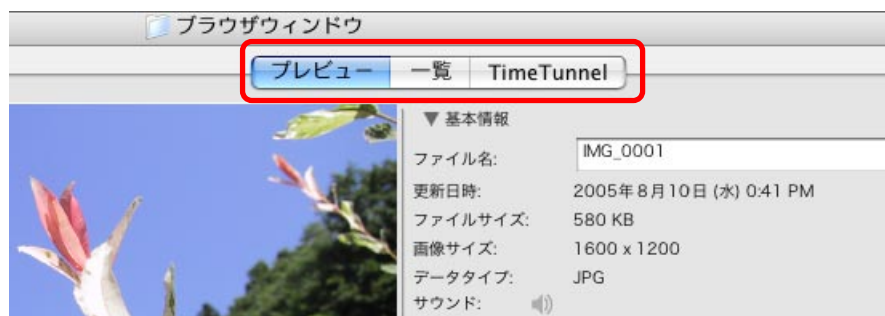 ブラウザウィンドウ
プレビュー 一覧 TimeTunnel
▼ 基本情報
ファイル名: IMG_0001
更新日時: 2005年8月10日 (水) 0:41 PM
ファイルサイズ: 580 KB
画像サイズ: 1600 x 1200
データタイプ: JPG
サウンド: